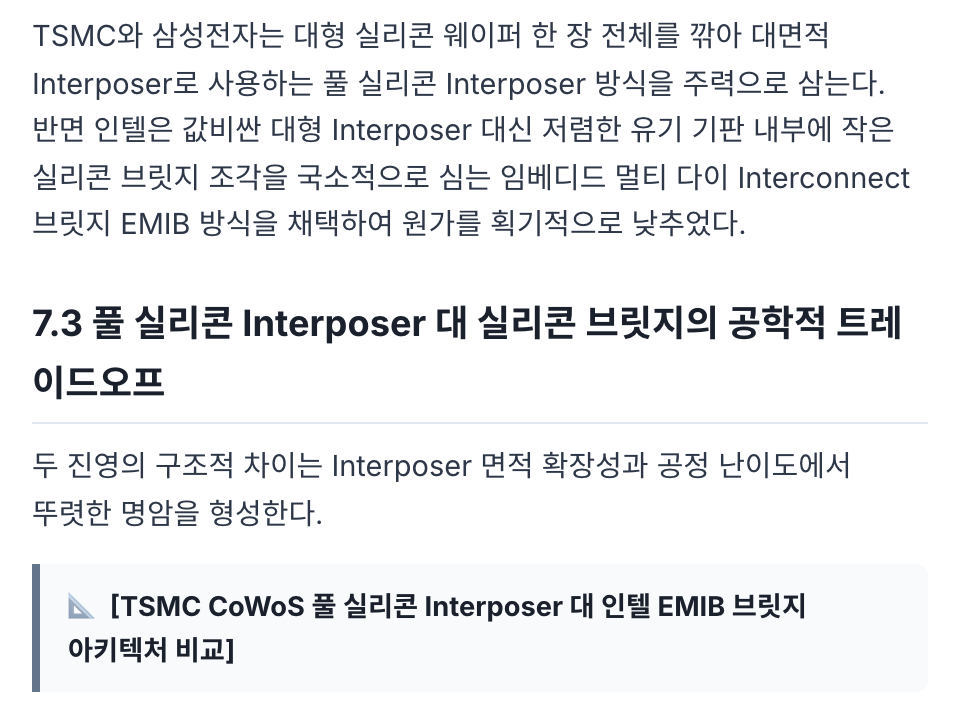 TSMC와 삼성전자는 대형 실리콘 웨이퍼 한 장 전체를 깎아 대면적
Interposer로 사용하는 풀 실리콘 Interposer 방식을 주력으로 삼는다.
반면 인텔은 값비싼 대형 Interposer 대신 저렴한 유기 기판 내부에 작은
실리콘 브릿지 조각을 국소적으로 심는 임베디드 멀티 다이 Interconnect
브릿지 EMIB 방식을 채택하여 원가를 획기적으로 낮추었다.
7.3 풀 실리콘 Interposer 대 실리콘 브릿지의 공학적 트레
이드오프
두 진영의 구조적 차이는 Interposer 면적 확장성과 공정 난이도에서
뚜렷한 명암을 형성한다.
[TSMC CoWoS 풀 실리콘 Interposer 대 인텔 EMIB 브릿지
아키텍처 비교]